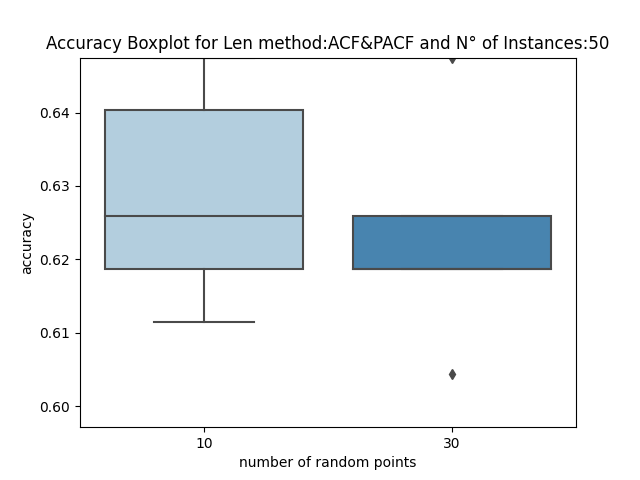 Accuracy Boxplot for Len method:ACF&PACF and N° of Instances:50
0.64
0.63
0.62
0.61
0.60
accuracy
10 30
number of random points